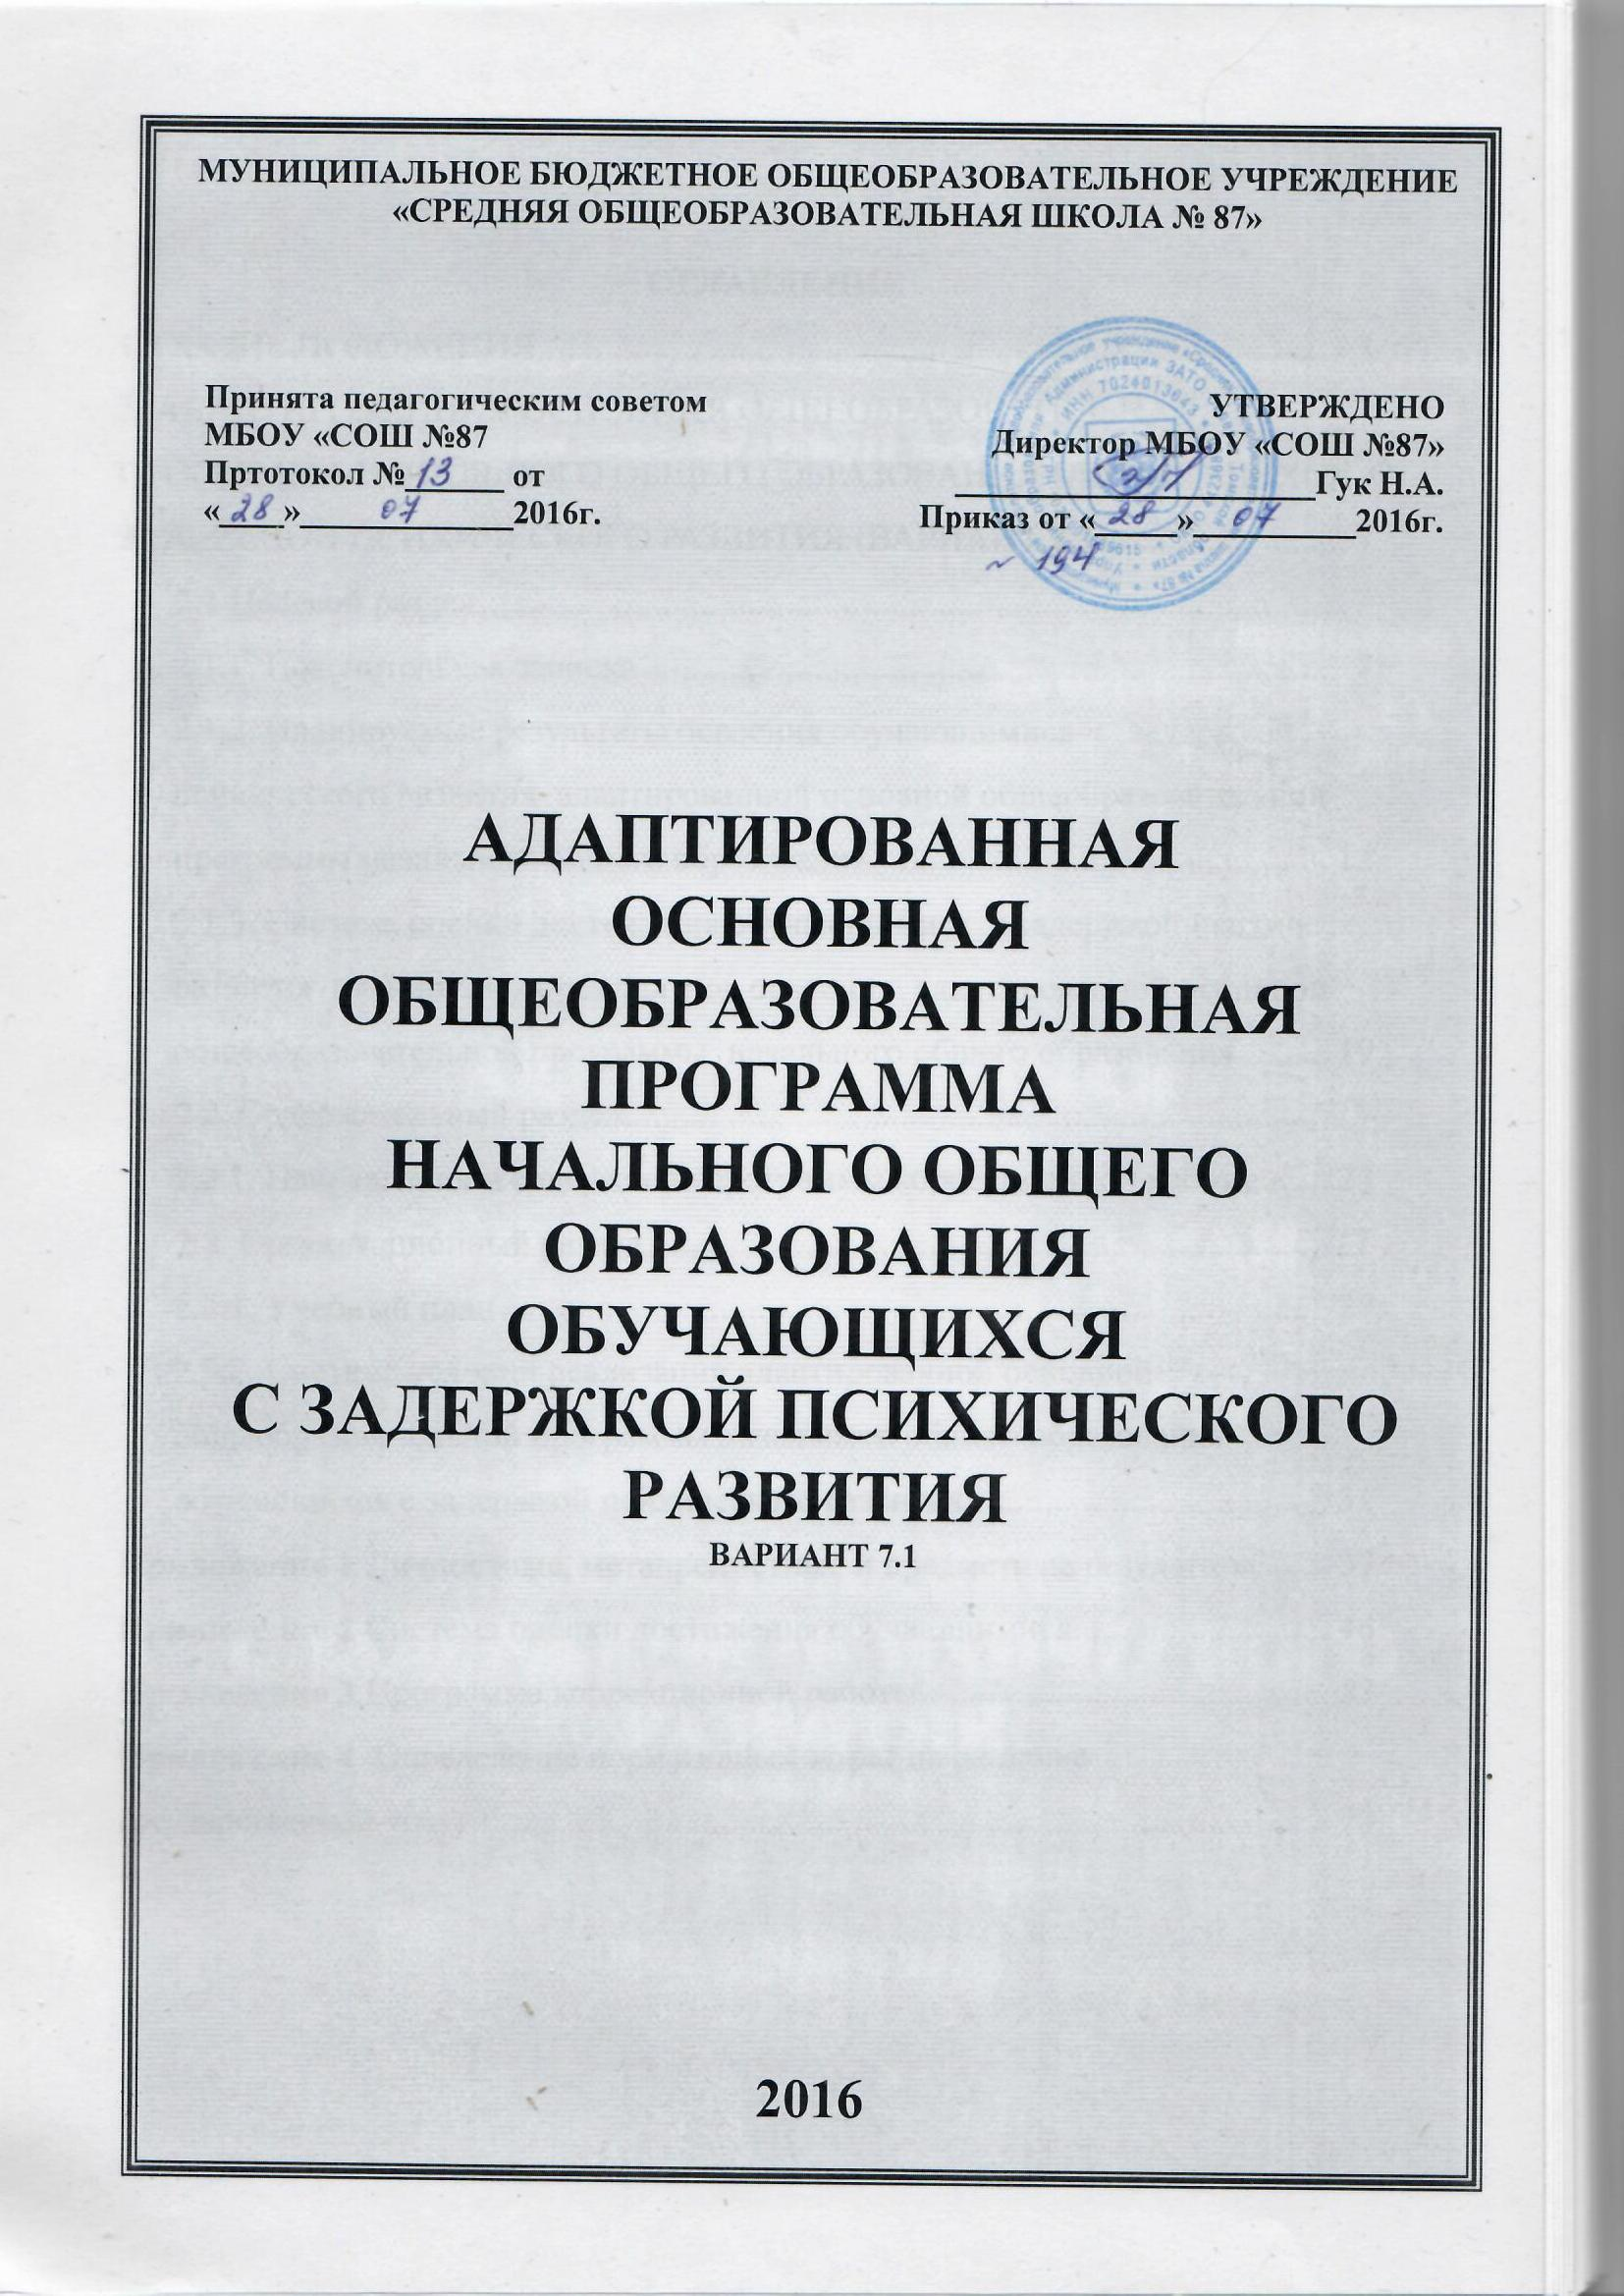 МУНИЦИПАЛЬНОЕ БЮДЖЕТНОЕ ОБЩЕОБРАЗОВАТЕЛЬНОЕ УЧРЕЖДЕНИЕ
«СРЕДНЯЯ ОБЩЕОБРАЗОВАТЕЛЬНАЯ ШКОЛА № 87»
Принята педагогическим советом
МБОУ «СОШ №87
Пртотокол № 13 от
«28» 07 2016г.
УТВЕРЖДЕНО
Директор МБОУ «СОШ №87»
Гук Н.А.
Приказ от «28» 07 2016г.
~ 194
АДАПТИРОВАННАЯ
ОСНОВНАЯ
ОБЩЕОБРАЗОВАТЕЛЬНАЯ
ПРОГРАММА
НАЧАЛЬНОГО ОБЩЕГО
ОБРАЗОВАНИЯ
ОБУЧАЮЩИХСЯ
С ЗАДЕРЖКОЙ ПСИХИЧЕСКОГО
РАЗВИТИЯ
ВАРИАНТ 7.1
2016